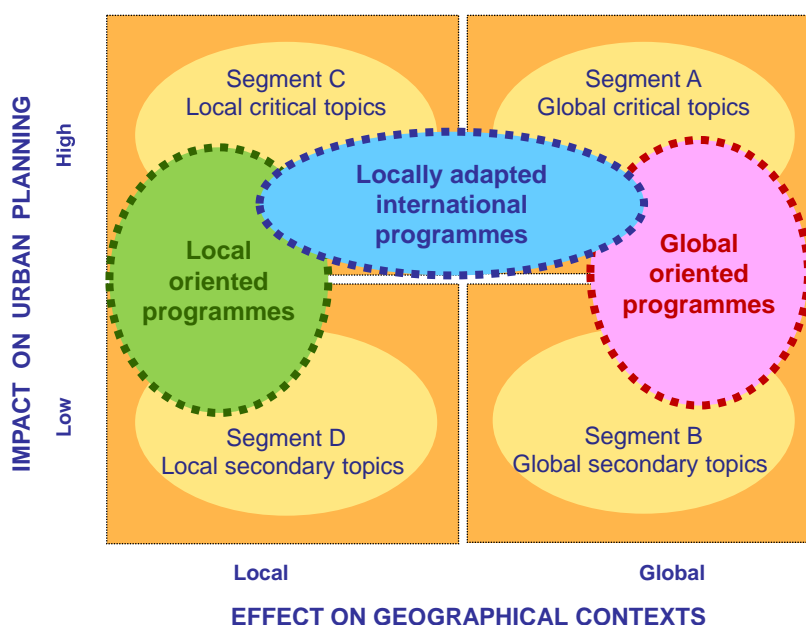 Segment C
Local critical topics
Segment A
Global critical topics
Locally adapted
international
programmes
Local
oriented
programmes
Global
oriented
programmes
Segment D
Local secondary topics
Segment B
Global secondary topics
IMPACT ON URBAN PLANNING
High
Low
Local
Global
EFFECT ON GEOGRAPHICAL CONTEXTS